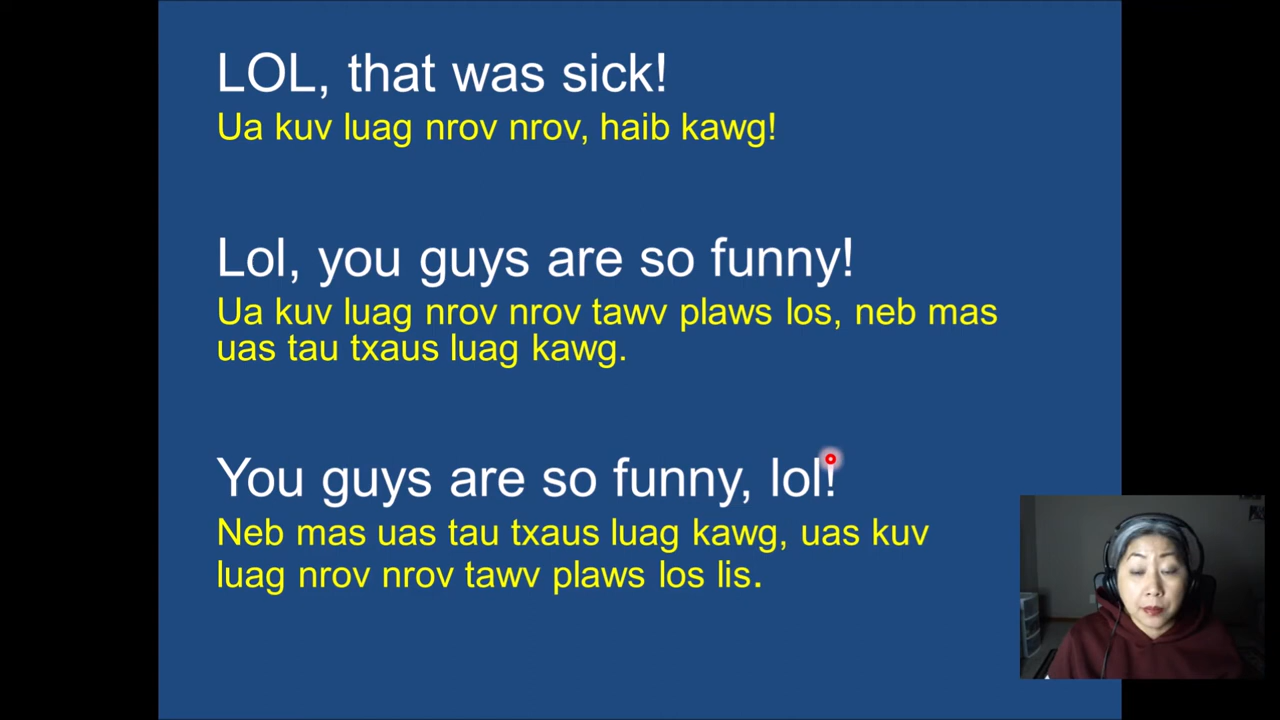 LOL, that was sick!
Ua kuv luag nrov nrov, haib kawg!
Lol, you guys are so funny!
Ua kuv luag nrov nrov tawv plaws los, neb mas
uas tau txaus luag kawg.
You guys are so funny, lol!
Neb mas uas tau txaus luag kawg, uas kuv
luag nrov nrov tawv plaws los lis.